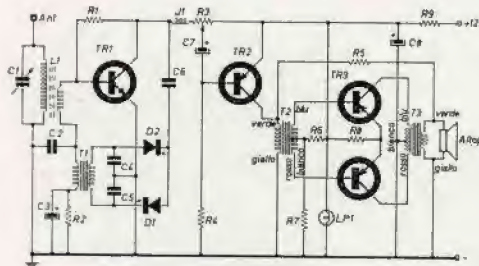 Ant
R1
J1
R3
R9
+12
C7
TR1
TR2
C8
R5
C1
L1
C6
TR3
T2
blu
blu
T3
verde
verde
R6
R8
C2
D2
T1
C4
giallo
rosso
bianco
bianco
rosso
giallo
C5
C3
R2
D1
R4
R7
LP1
-